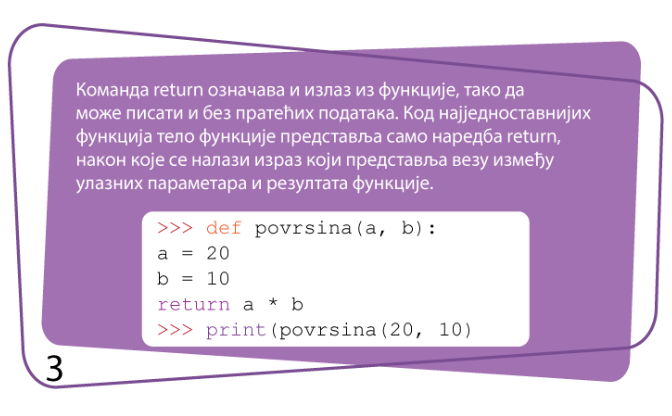 Команда return означава и излаз из функције, тако да
може писати и без пратећих података. Код најједноставнијих
функција тело функције представља само наредба return,
након које се налази израз који представља везу између
улазних параметара и резултата функције.
>>> def povrsina(a, b):
a = 20
b = 10
return a * b
>>> print(povrsina(20, 10)
3